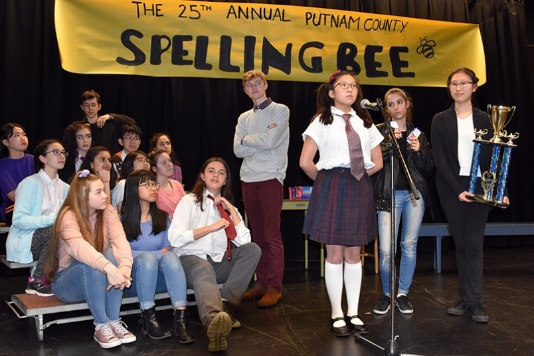 THE 25TH ANNUAL PUTNAM COUNTY
SPELLING BEE